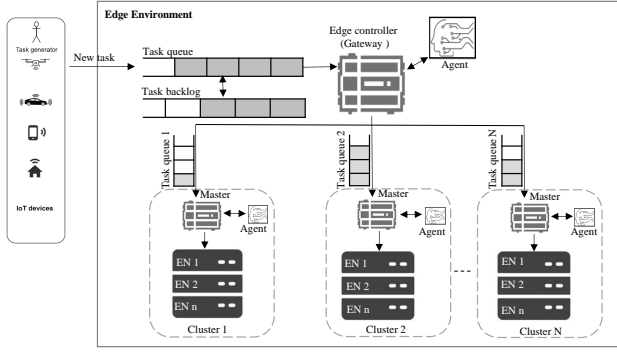 Edge Environment
Task generator
New task
Task queue
Edge controller
(Gateway )
Agent
Task backlog
IoT devices
Task queue 1
Task queue 2
Task queue N
Master
Agent
EN 1
EN 2
EN n
Cluster 1
Master
Agent
EN 1
EN 2
EN n
Cluster 2
Master
Agent
EN 1
EN 2
EN n
Cluster N